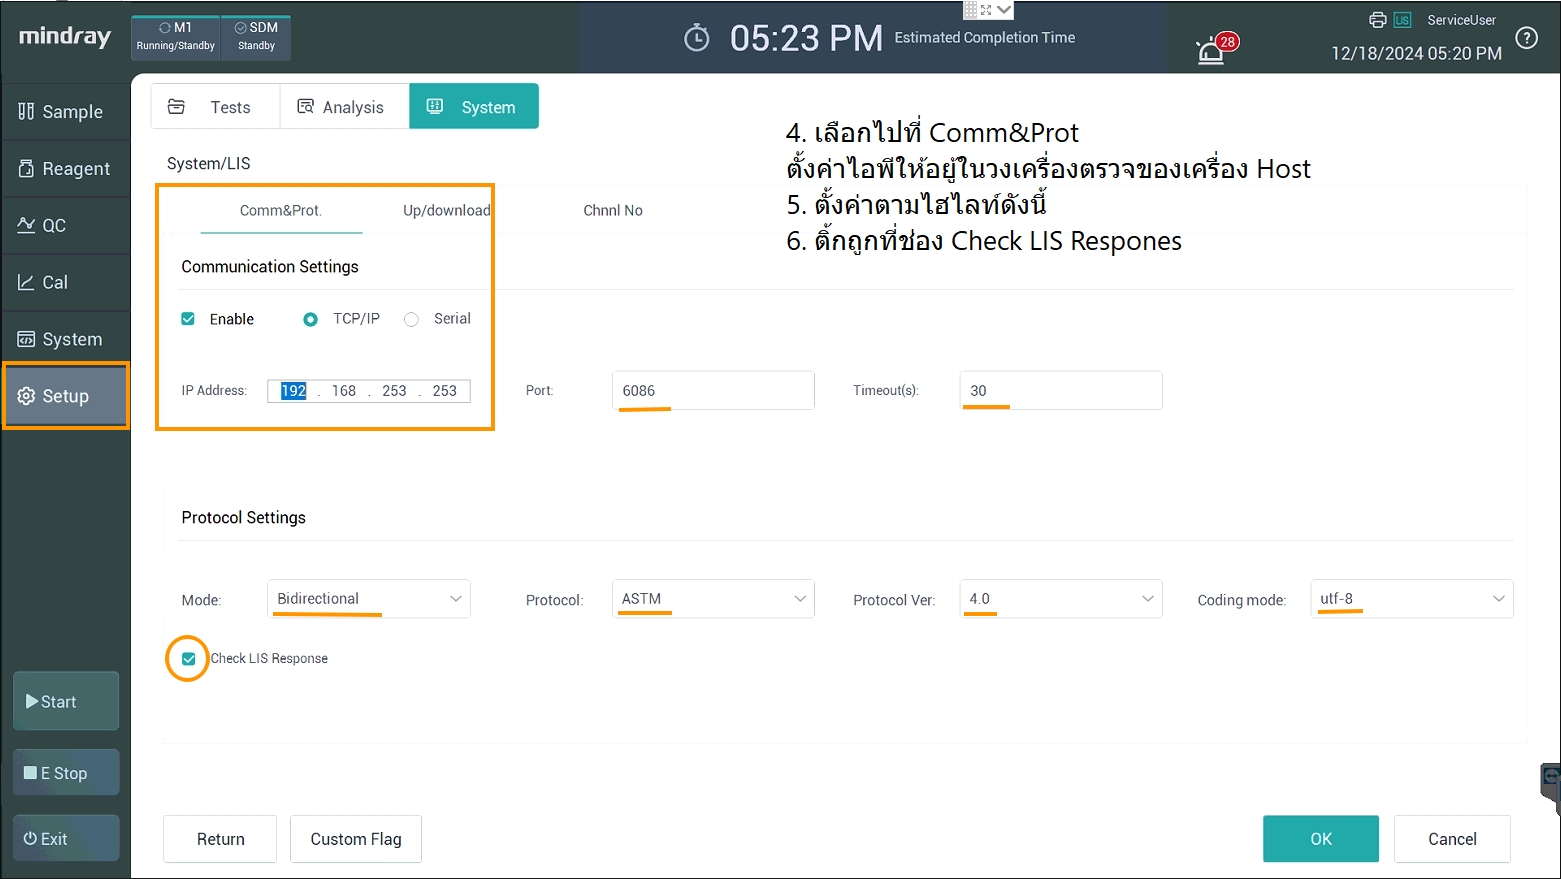 mindray
M1
Running/Standby
SDM
Standby
05:23 PM Estimated Completion Time
28
LIS
ServiceUser
12/18/2024 05:20 PM
?
Sample
Reagent
QC
Cal
System
Setup
Start
E Stop
Exit
Tests
Analysis
System
4. เลือกไปที่ Comm&Prot
ตั้งค่าไอพีให้อยู่ในวงเครื่องตรวจของเครื่อง Host
5. ตั้งค่าตามไฮไลท์ดังนี้
6. ติ้กถูกที่ช่อง Check LIS Respones
System/LIS
Comm&Prot.
Up/download
Chnnl No
Communication Settings
Enable
TCP/IP
Serial
IP Address: 192 . 168 . 253 . 253
Port: 6086
Timeout(s): 30
Protocol Settings
Mode: Bidirectional
Protocol: ASTM
Protocol Ver: 4.0
Coding mode: utf-8
Check LIS Response
Return
Custom Flag
OK
Cancel